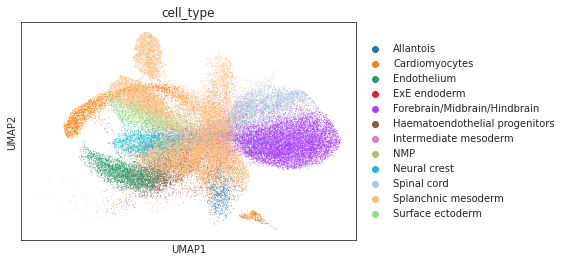 cell_type
UMAP2
UMAP1
Allantois
Cardiomyocytes
Endothelium
ExE endoderm
Forebrain/Midbrain/Hindbrain
Haematoendothelial progenitors
Intermediate mesoderm
NMP
Neural crest
Spinal cord
Splanchnic mesoderm
Surface ectoderm